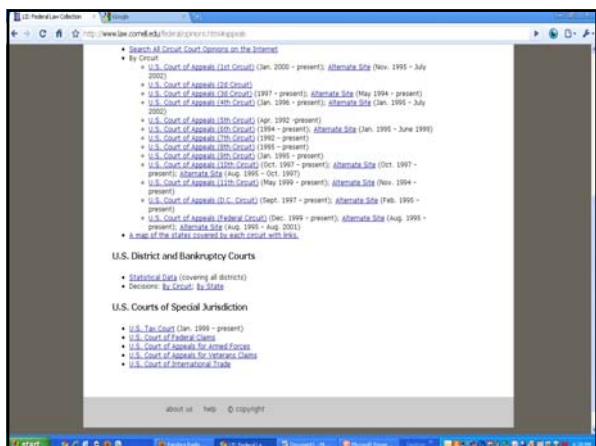 LII: Federal Law Collection
Google
http://www.law.cornell.edu/federal/opinions.html#appeals
• Search All Circuit Court Opinions on the Internet
• By Circuit
U.S. Court of Appeals (1st Circuit) (Jan. 2000 - present); Alternate Site (Nov. 1995 - July
2002)
U.S. Court of Appeals (2d Circuit)
U.S. Court of Appeals (3d Circuit) (1997 - present); Alternate Site (May 1994 - present)
U.S. Court of Appeals (4th Circuit) (Jan. 1996 - present); Alternate Site (Jan. 1995 - July
2002)
U.S. Court of Appeals (5th Circuit) (Apr. 1992 -present)
U.S. Court of Appeals (6th Circuit) (1994 - present); Alternate Site (Jan. 1995 - June 1999)
U.S. Court of Appeals (7th Circuit) (1992 - present)
U.S. Court of Appeals (8th Circuit) (1995 - present)
U.S. Court of Appeals (9th Circuit) (Jan. 1995 - present)
U.S. Court of Appeals (10th Circuit) (Oct. 1997 - present); Alternate Site (Oct. 1997 -
present); Alternate Site (Aug. 1995 - Oct. 1997)
U.S. Court of Appeals (11th Circuit) (May 1999 - present); Alternate Site (Nov. 1994 -
present)
U.S. Court of Appeals (D.C. Circuit) (Sept. 1997 - present); Alternate Site (Feb. 1995 -
present)
U.S. Court of Appeals (Federal Circuit) (Dec. 1999 - present); Alternate Site (Aug. 1995 -
present); Alternate Site (Aug. 1995 - Aug. 2001)
• A map of the states covered by each circuit with links.
U.S. District and Bankruptcy Courts
• Statistical Data (covering all districts)
• Decisions: By Circuit; By State
U.S. Courts of Special Jurisdiction
• U.S. Tax Court (Jan. 1999 - present)
• U.S. Court of Federal Claims
• U.S. Court of Appeals for Armed Forces
• U.S. Court of Appeals for Veterans Claims
• U.S. Court of International Trade
about us help © copyright
start